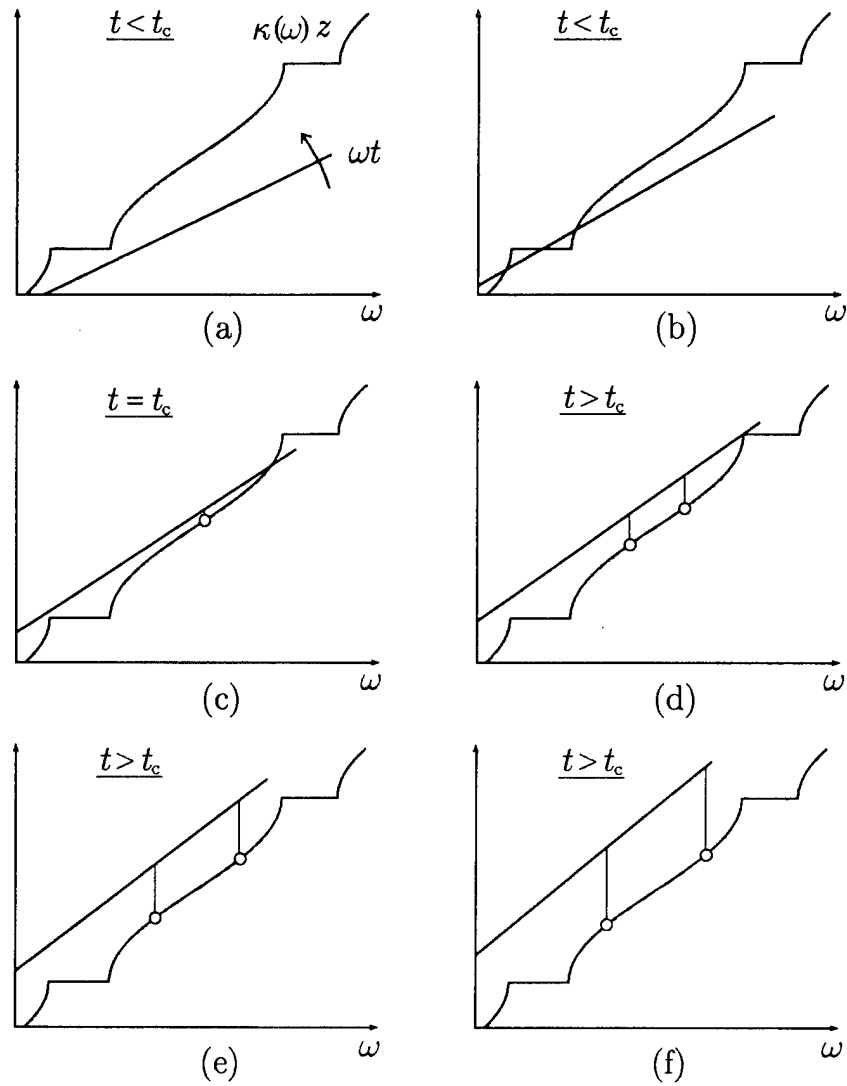 t < t_c
κ(ω) z
ωt
ω
(a)
t < t_c
ω
(b)
t = t_c
ω
(c)
t > t_c
ω
(d)
t > t_c
ω
(e)
t > t_c
ω
(f)